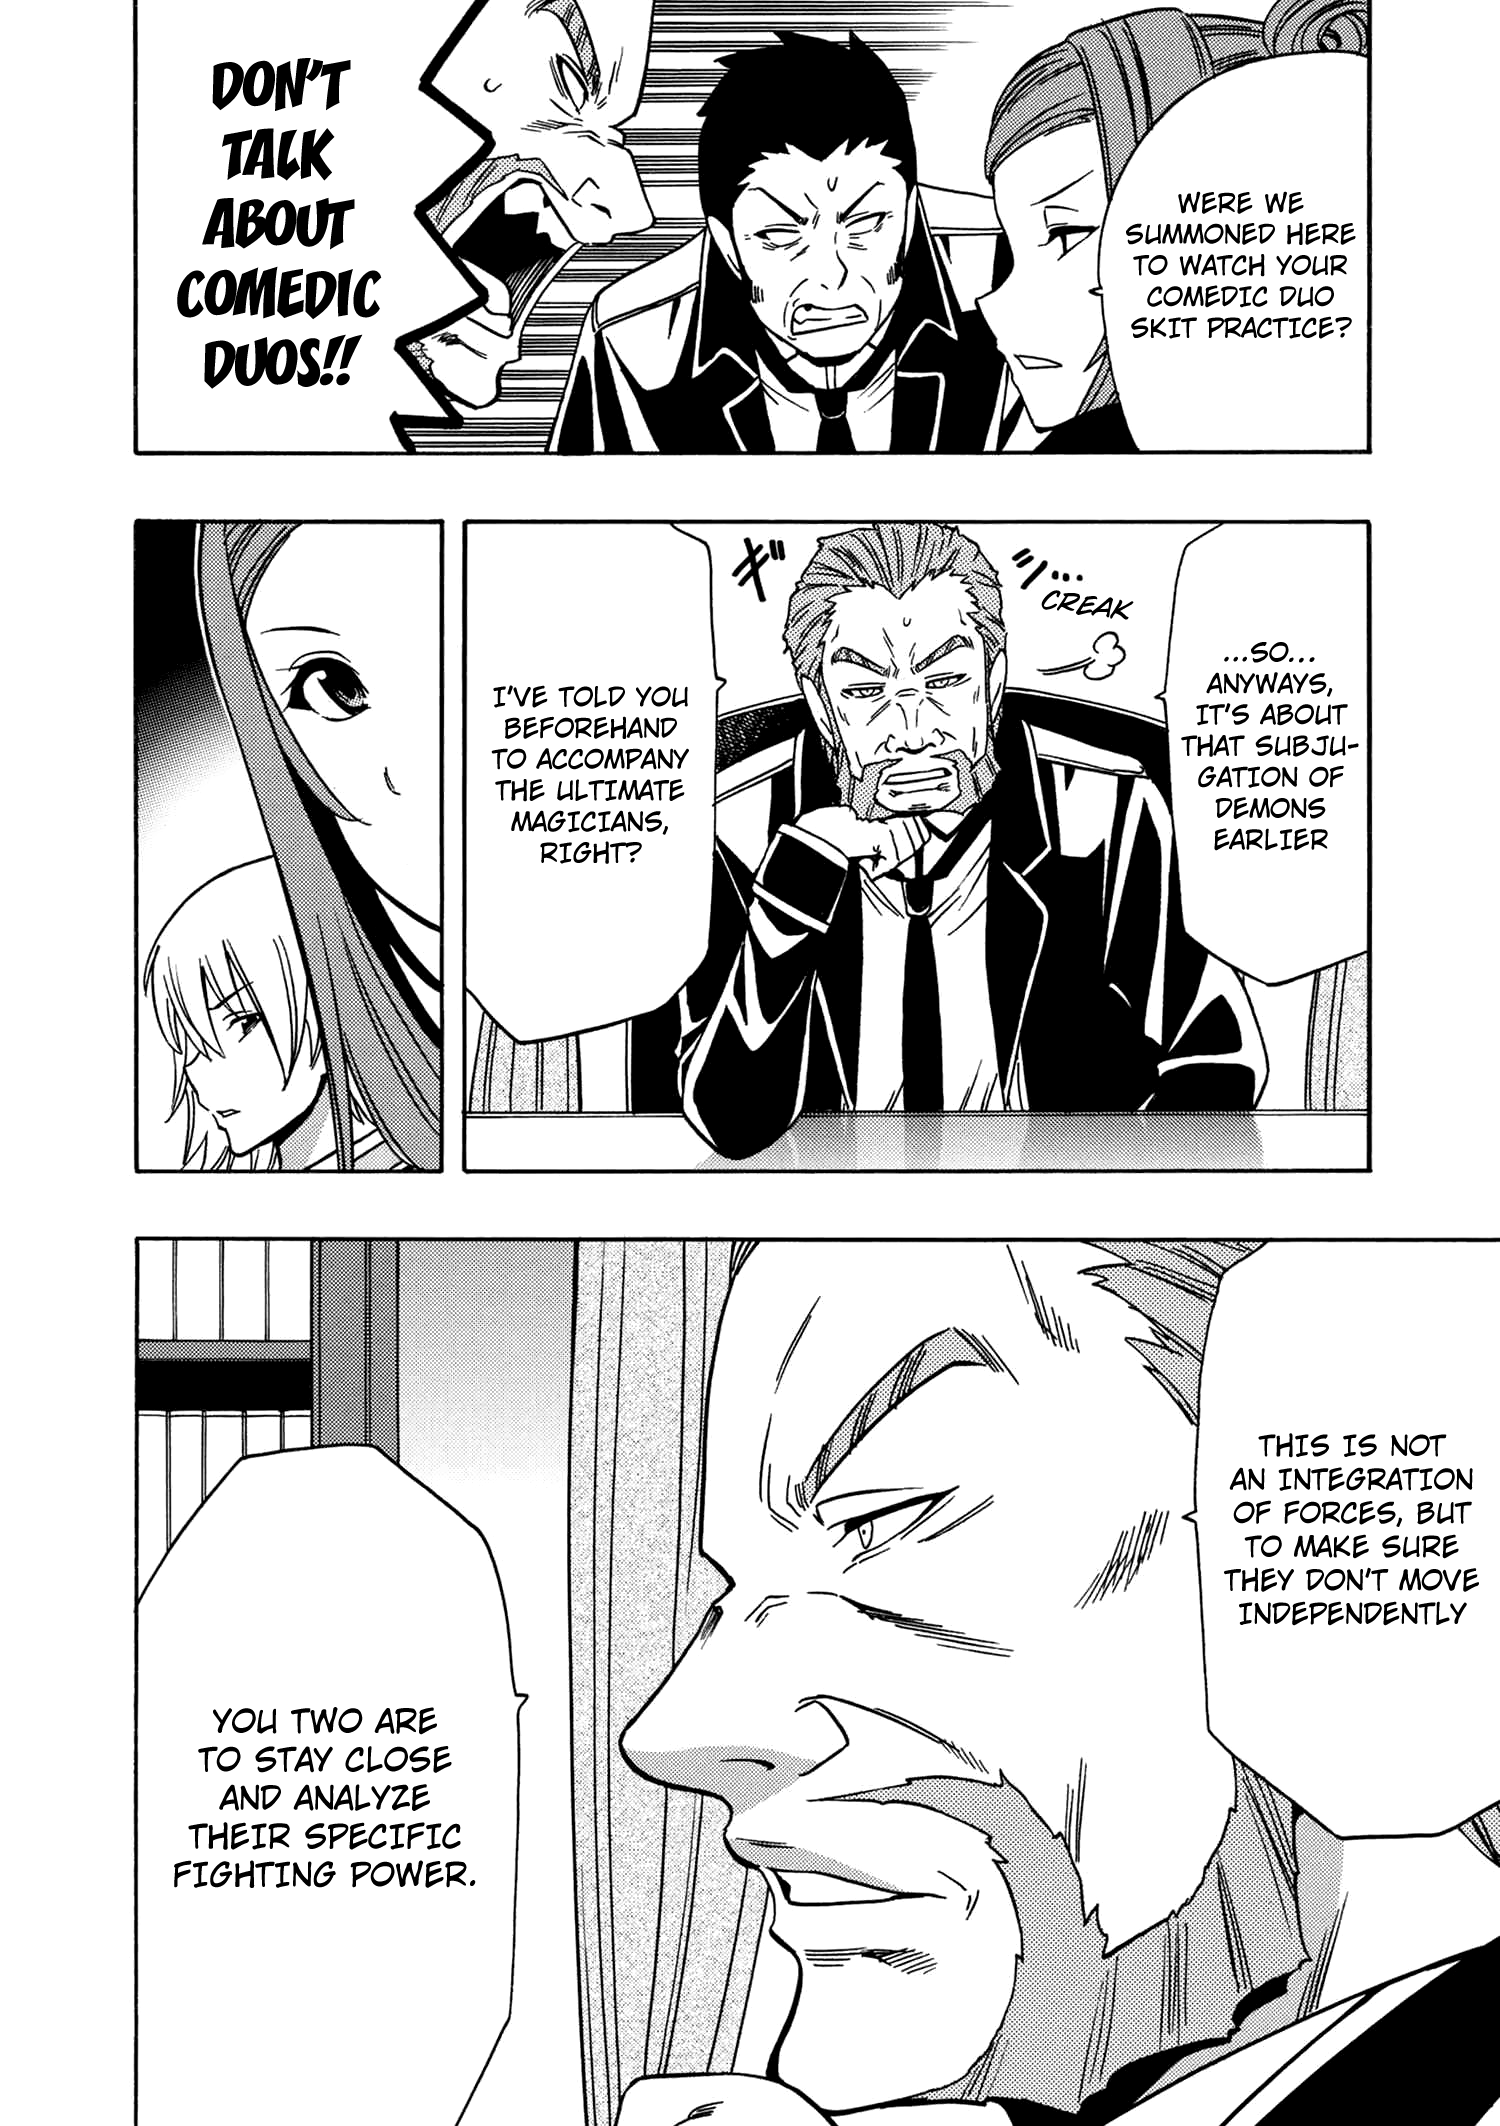 WERE WE
SUMMONED HERE
TO WATCH YOUR
COMEDIC DUO
SKIT PRACTICE?
DON'T
TALK
ABOUT
COMEDIC
DUOS!!
...SO...
ANYWAYS,
IT'S ABOUT
THAT SUBJU-
GATION OF
DEMONS
EARLIER
ギシ...
CREAK
I'VE TOLD YOU
BEFOREHAND
TO ACCOMPANY
THE ULTIMATE
MAGICIANS,
RIGHT?
THIS IS NOT
AN INTEGRATION
OF FORCES, BUT
TO MAKE SURE
THEY DON'T MOVE
INDEPENDENTLY
YOU TWO ARE
TO STAY CLOSE
AND ANALYZE
THEIR SPECIFIC
FIGHTING POWER.